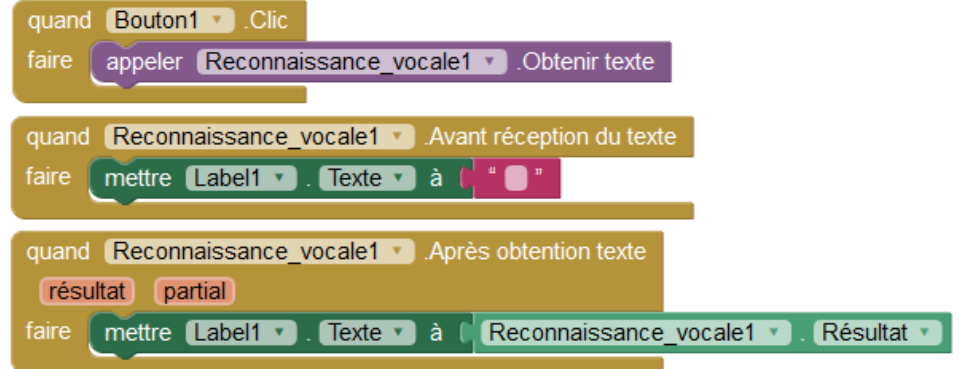 quand Bouton1 .Clic
faire appeler Reconnaissance_vocale1 .Obtenir texte
quand Reconnaissance_vocale1 .Avant réception du texte
faire mettre Label1 . Texte à “ ”
quand Reconnaissance_vocale1 .Après obtention texte
résultat partial
faire mettre Label1 . Texte à Reconnaissance_vocale1 . Résultat